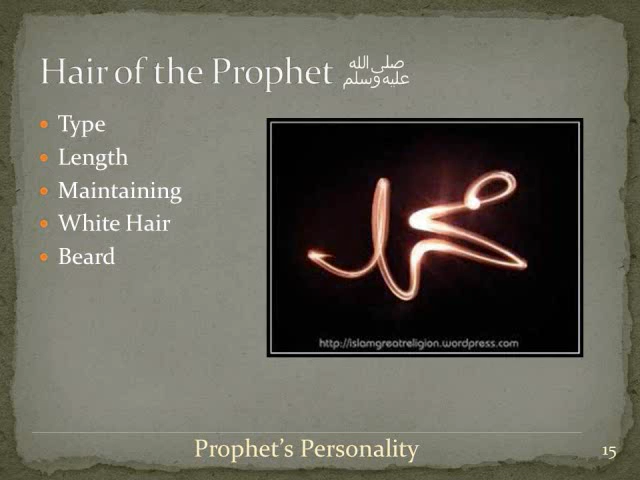 Hair of the Prophet ﷺ
Type
Length
Maintaining
White Hair
Beard
محمد
http://islamgreatreligion.wordpress.com
Prophet's Personality
15